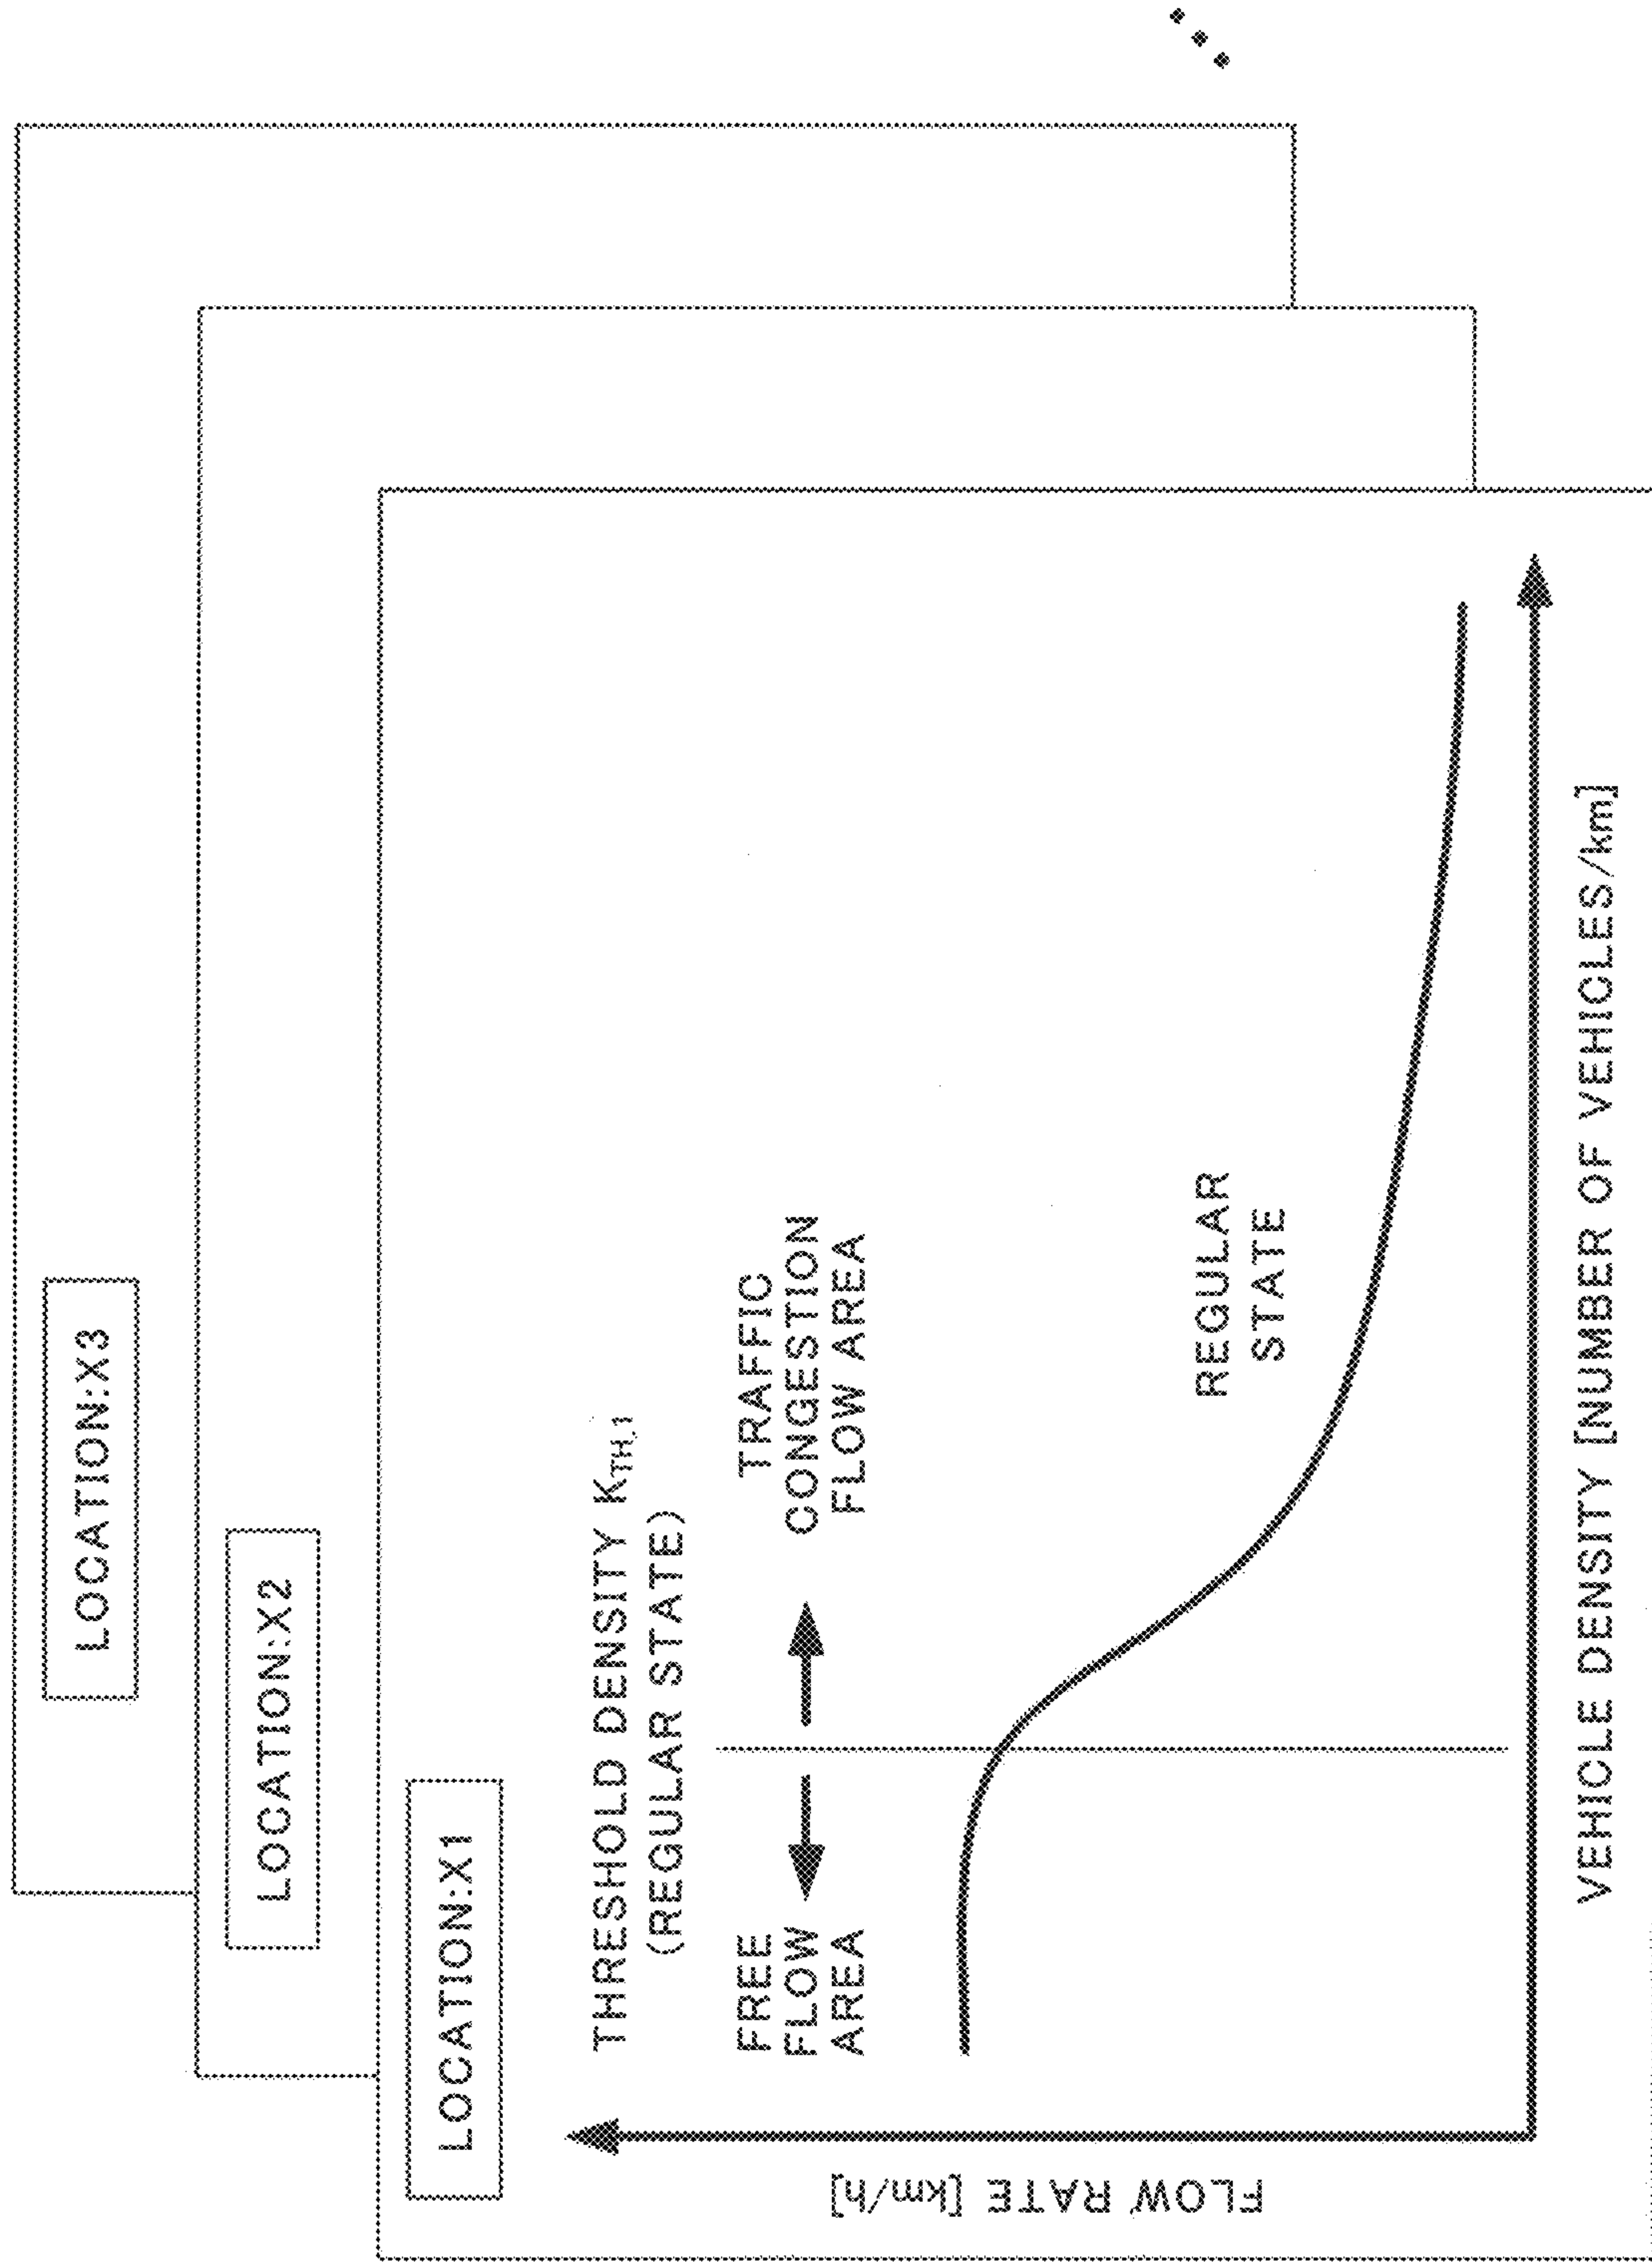 LOCATION:X3
LOCATION:X2
LOCATION:X1
THRESHOLD DENSITY KTH,1
(REGULAR STATE)
FREE
FLOW
AREA
TRAFFIC
CONGESTION
FLOW AREA
REGULAR
STATE
FLOW RATE [km/h]
VEHICLE DENSITY [NUMBER OF VEHICLES/km]